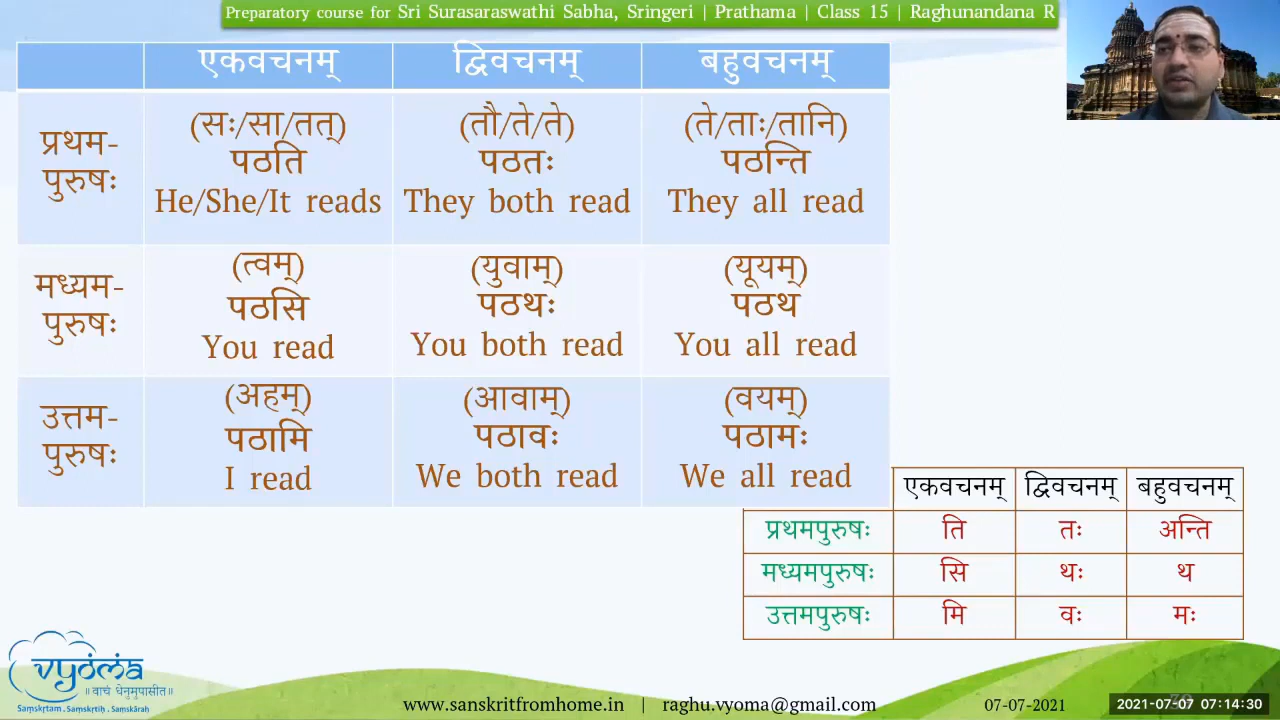 Preparatory course for Sri Surasaraswathi Sabha, Sringeri | Prathama | Class 15 | Raghunandana R
एकवचनम् द्विवचनम् बहुवचनम्
प्रथम-
पुरुषः
(सः/सा/तत्)
पठति
He/She/It reads
(तौ/ते/ते)
पठतः
They both read
(ते/ताः/तानि)
पठन्ति
They all read
मध्यम-
पुरुषः
(त्वम्)
पठसि
You read
(युवाम्)
पठथः
You both read
(यूयम्)
पठथ
You all read
उत्तम-
पुरुषः
(अहम्)
पठामि
I read
(आवाम्)
पठावः
We both read
(वयम्)
पठामः
We all read
एकवचनम् द्विवचनम् बहुवचनम्
प्रथमपुरुषः ति तः अन्ति
मध्यमपुरुषः सि थः थ
उत्तमपुरुषः मि वः मः
vyoma
॥ वाचं धेनुमुपासीत॥
Saṃskṛtam . Saṃskṛtiḥ . Saṃskāraḥ
www.sanskritfromhome.in | raghu.vyoma@gmail.com 07-07-2021
2021-07-07 07:14:30